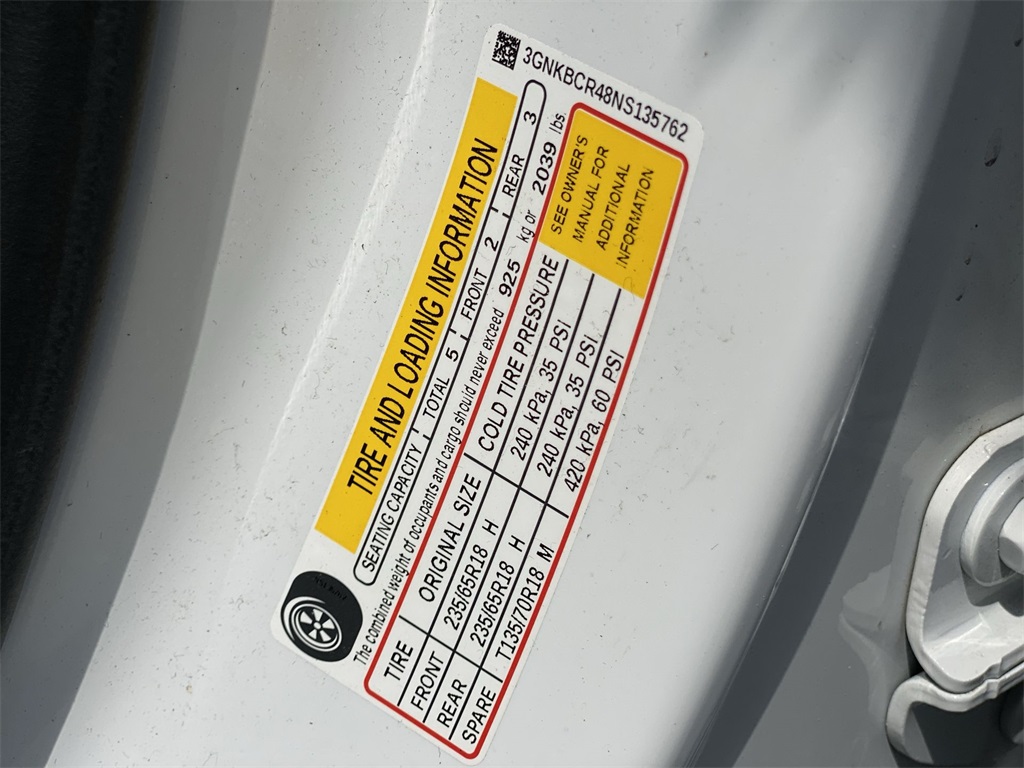 3GNKBCR48NS135762
TIRE AND LOADING INFORMATION
SEATING CAPACITY TOTAL 5 FRONT 2 REAR 3
The combined weight of occupants and cargo should never exceed 925 kg or 2039 lbs.
TIRE ORIGINAL SIZE COLD TIRE PRESSURE
FRONT 235/65R18 H 240 kPa, 35 PSI
REAR 235/65R18 H 240 kPa, 35 PSI
SPARE T135/70R18 M 420 kPa, 60 PSI
SEE OWNER'S
MANUAL FOR
ADDITIONAL
INFORMATION